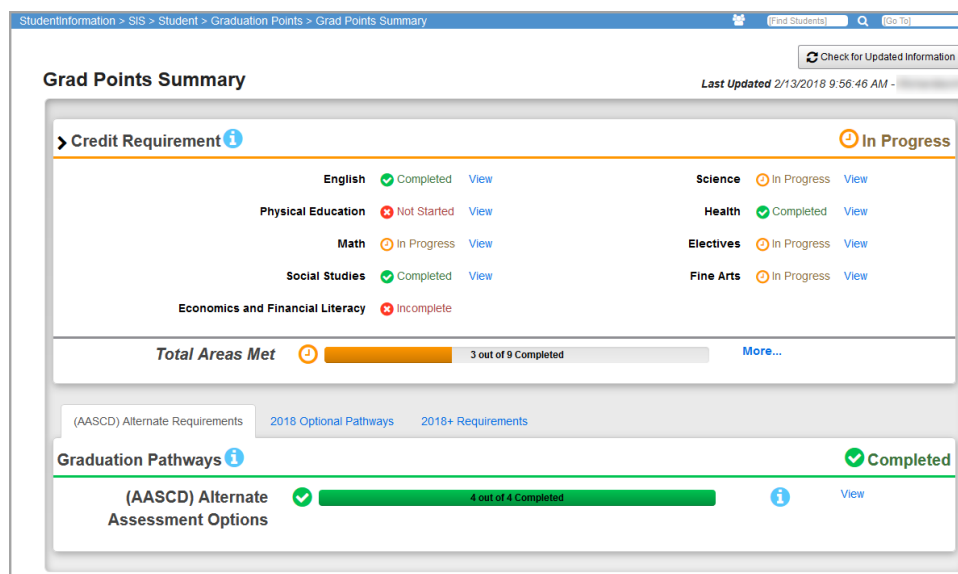 StudentInformation > SIS > Student > Graduation Points > Grad Points Summary
[Find Students]
[Go To]
Check for Updated Information
Grad Points Summary
Last Updated 2/13/2018 9:56:46 AM -
Credit Requirement
In Progress
English Completed View
Science In Progress View
Physical Education Not Started View
Health Completed View
Math In Progress View
Electives In Progress View
Social Studies Completed View
Fine Arts In Progress View
Economics and Financial Literacy Incomplete
Total Areas Met
3 out of 9 Completed
More...
(AASCD) Alternate Requirements
2018 Optional Pathways
2018+ Requirements
Graduation Pathways
Completed
(AASCD) Alternate
Assessment Options
4 out of 4 Completed
View